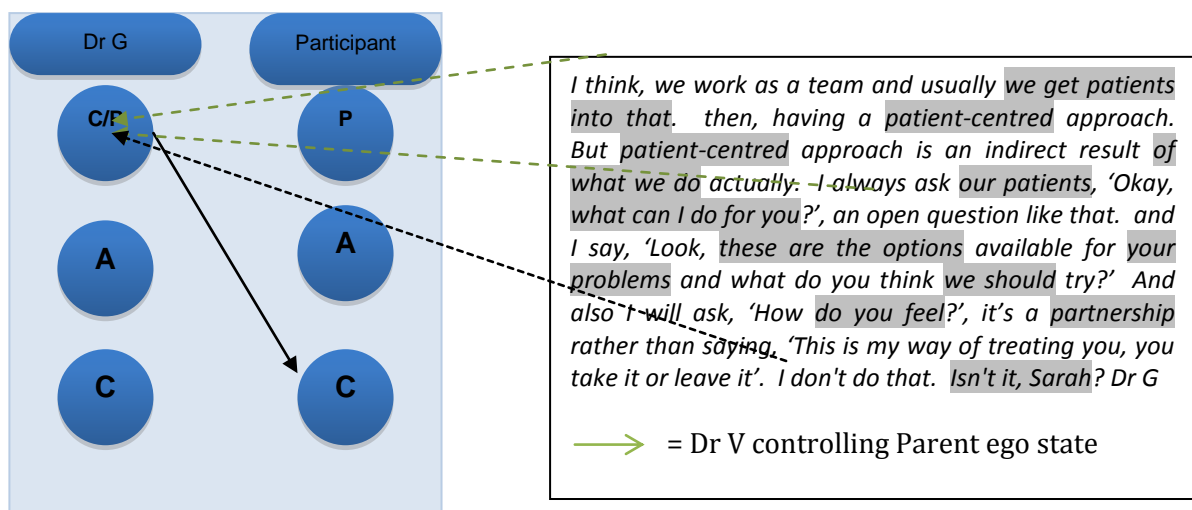 Dr G
Participant
C/P
P
A
A
C
C
I think, we work as a team and usually we get patients
into that. then, having a patient-centred approach.
But patient-centred approach is an indirect result of
what we do actually. I always ask our patients, ‘Okay,
what can I do for you?’, an open question like that. and
I say, ‘Look, these are the options available for your
problems and what do you think we should try?’ And
also I will ask, ‘How do you feel?’, it’s a partnership
rather than saying, ‘This is my way of treating you, you
take it or leave it’. I don't do that. Isn't it, Sarah? Dr G
= Dr V controlling Parent ego state